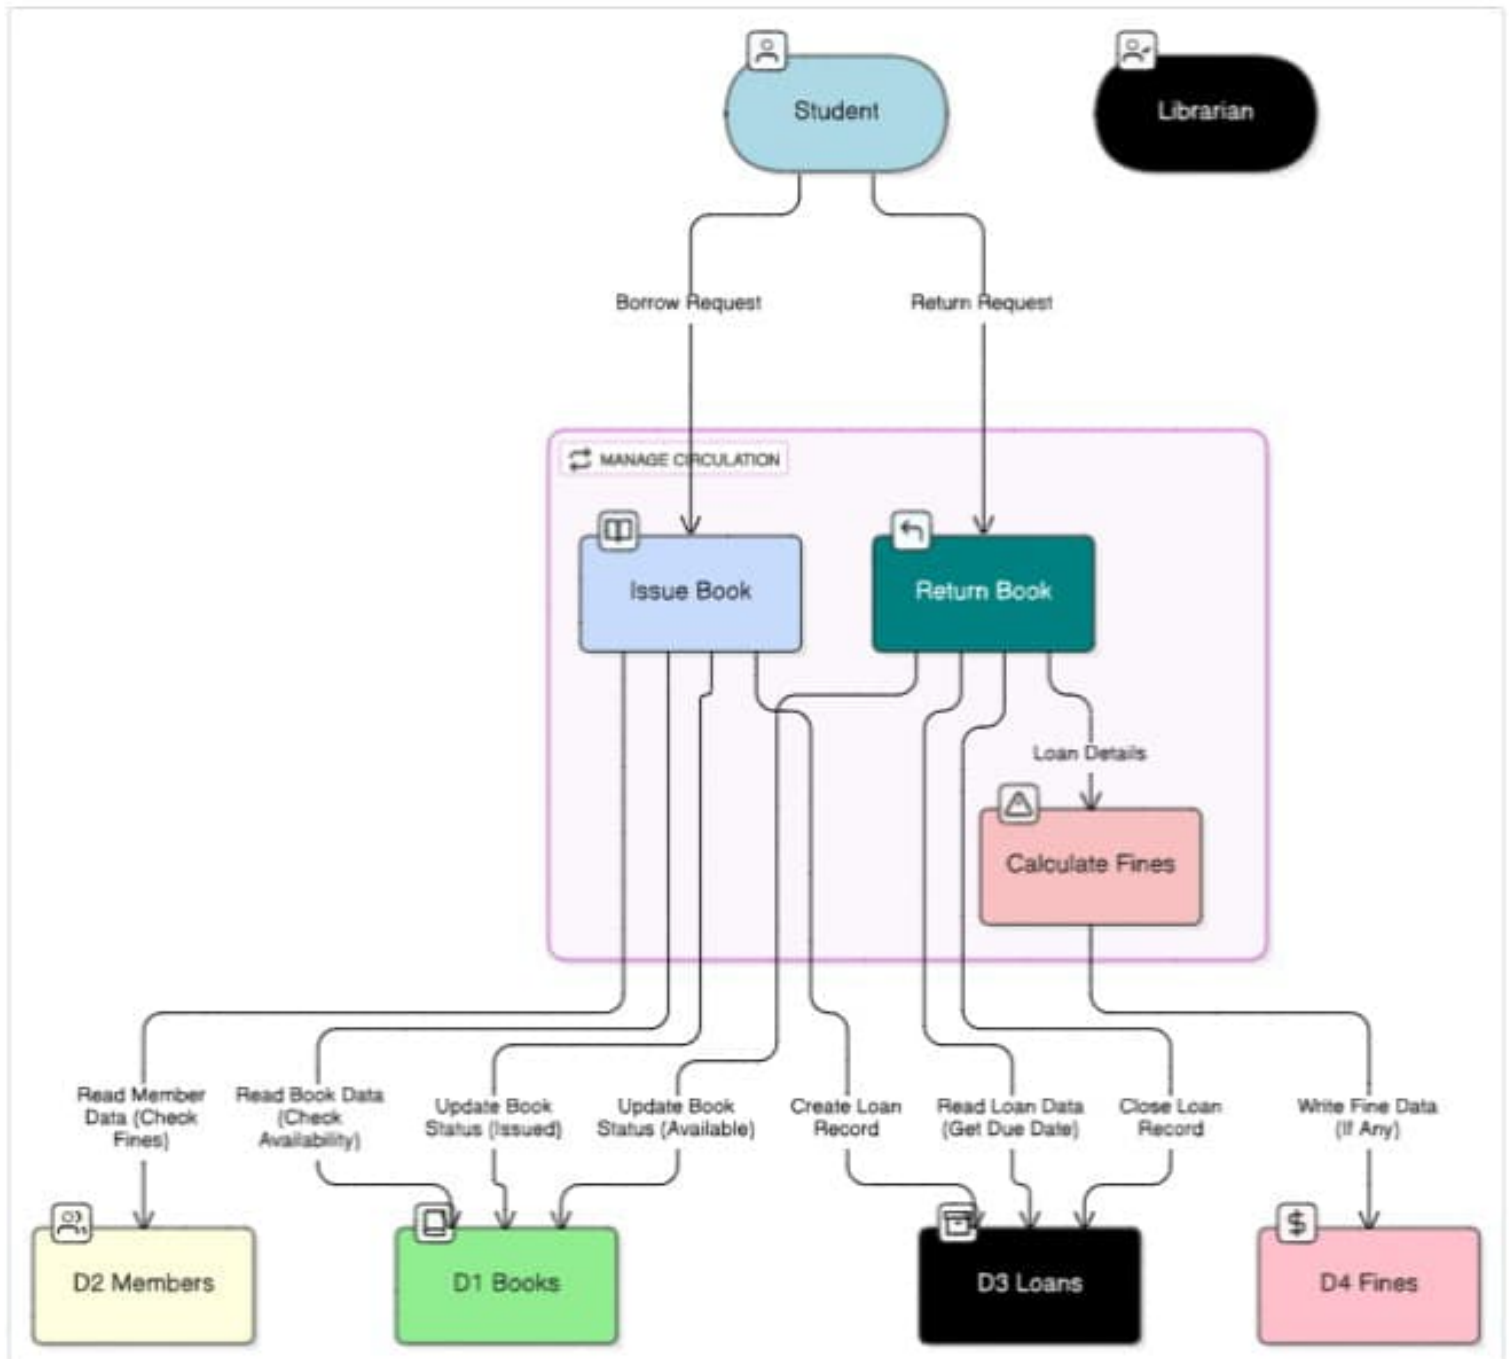 Student
Librarian
Borrow Request
Return Request
MANAGE CIRCULATION
Issue Book
Return Book
Loan Details
Calculate Fines
Read Member
Data (Check
Fines)
Read Book Data
(Check
Availability)
Update Book
Status (Issued)
Update Book
Status (Available)
Create Loan
Record
Read Loan Data
(Get Due Date)
Close Loan
Record
Write Fine Data
(If Any)
D2 Members
D1 Books
D3 Loans
$
D4 Fines